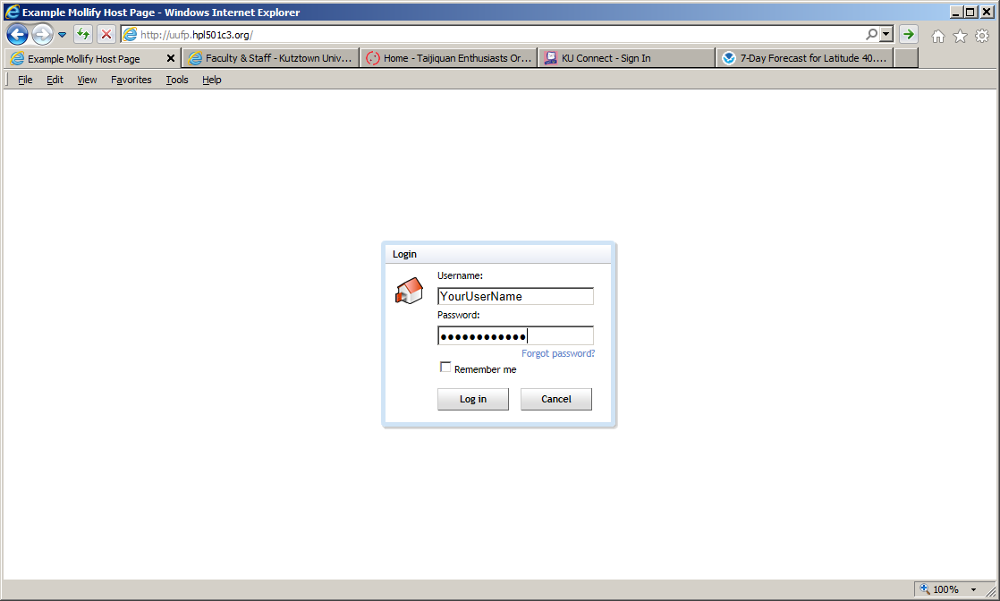 Example Mollify Host Page - Windows Internet Explorer
http://uufp.hpl501c3.org/
Example Mollify Host Page
Faculty & Staff - Kutztown Univ...
Home - Taijiquan Enthusiasts Or...
KU Connect - Sign In
7-Day Forecast for Latitude 40....
File Edit View Favorites Tools Help
Login
Username:
YourUserName
Password:
●●●●●●●●●●●●
Forgot password?
Remember me
Log in Cancel
100%